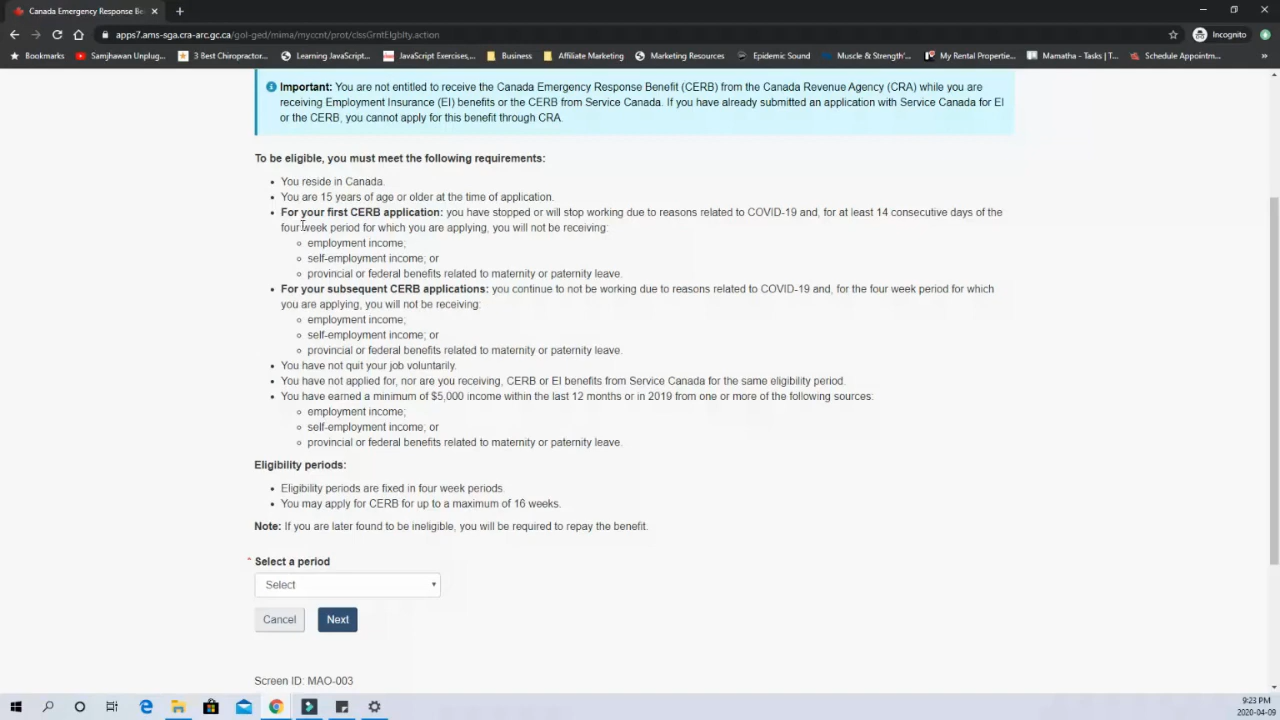 Canada Emergency Response Be
apps7.ams-sga.cra-arc.gc.ca/gol-ged/mima/myccnt/prot/clssGrntElgblty.action
Incognito
Bookmarks
Samjhawan Unplug...
3 Best Chiropractor...
Learning JavaScript...
JavaScript Exercises,...
Business
Affiliate Marketing
Marketing Resources
Epidemic Sound
Muscle & Strength'...
My Rental Propertie...
Mamatha - Tasks | T...
Schedule Appointm...
»
Important: You are not entitled to receive the Canada Emergency Response Benefit (CERB) from the Canada Revenue Agency (CRA) while you are
receiving Employment Insurance (EI) benefits or the CERB from Service Canada. If you have already submitted an application with Service Canada for EI
or the CERB, you cannot apply for this benefit through CRA.
To be eligible, you must meet the following requirements:
• You reside in Canada.
• You are 15 years of age or older at the time of application.
• For your first CERB application: you have stopped or will stop working due to reasons related to COVID-19 and, for at least 14 consecutive days of the
four week period for which you are applying, you will not be receiving:
employment income;
self-employment income; or
provincial or federal benefits related to maternity or paternity leave.
• For your subsequent CERB applications: you continue to not be working due to reasons related to COVID-19 and, for the four week period for which
you are applying, you will not be receiving:
employment income;
self-employment income; or
provincial or federal benefits related to maternity or paternity leave.
• You have not quit your job voluntarily.
• You have not applied for, nor are you receiving, CERB or EI benefits from Service Canada for the same eligibility period.
• You have earned a minimum of $5,000 income within the last 12 months or in 2019 from one or more of the following sources:
employment income;
self-employment income; or
provincial or federal benefits related to maternity or paternity leave.
Eligibility periods:
• Eligibility periods are fixed in four week periods.
• You may apply for CERB for up to a maximum of 16 weeks.
Note: If you are later found to be ineligible, you will be required to repay the benefit.
* Select a period
Select
Cancel
Next
Screen ID: MAO-003
9:23 PM
2020-04-09